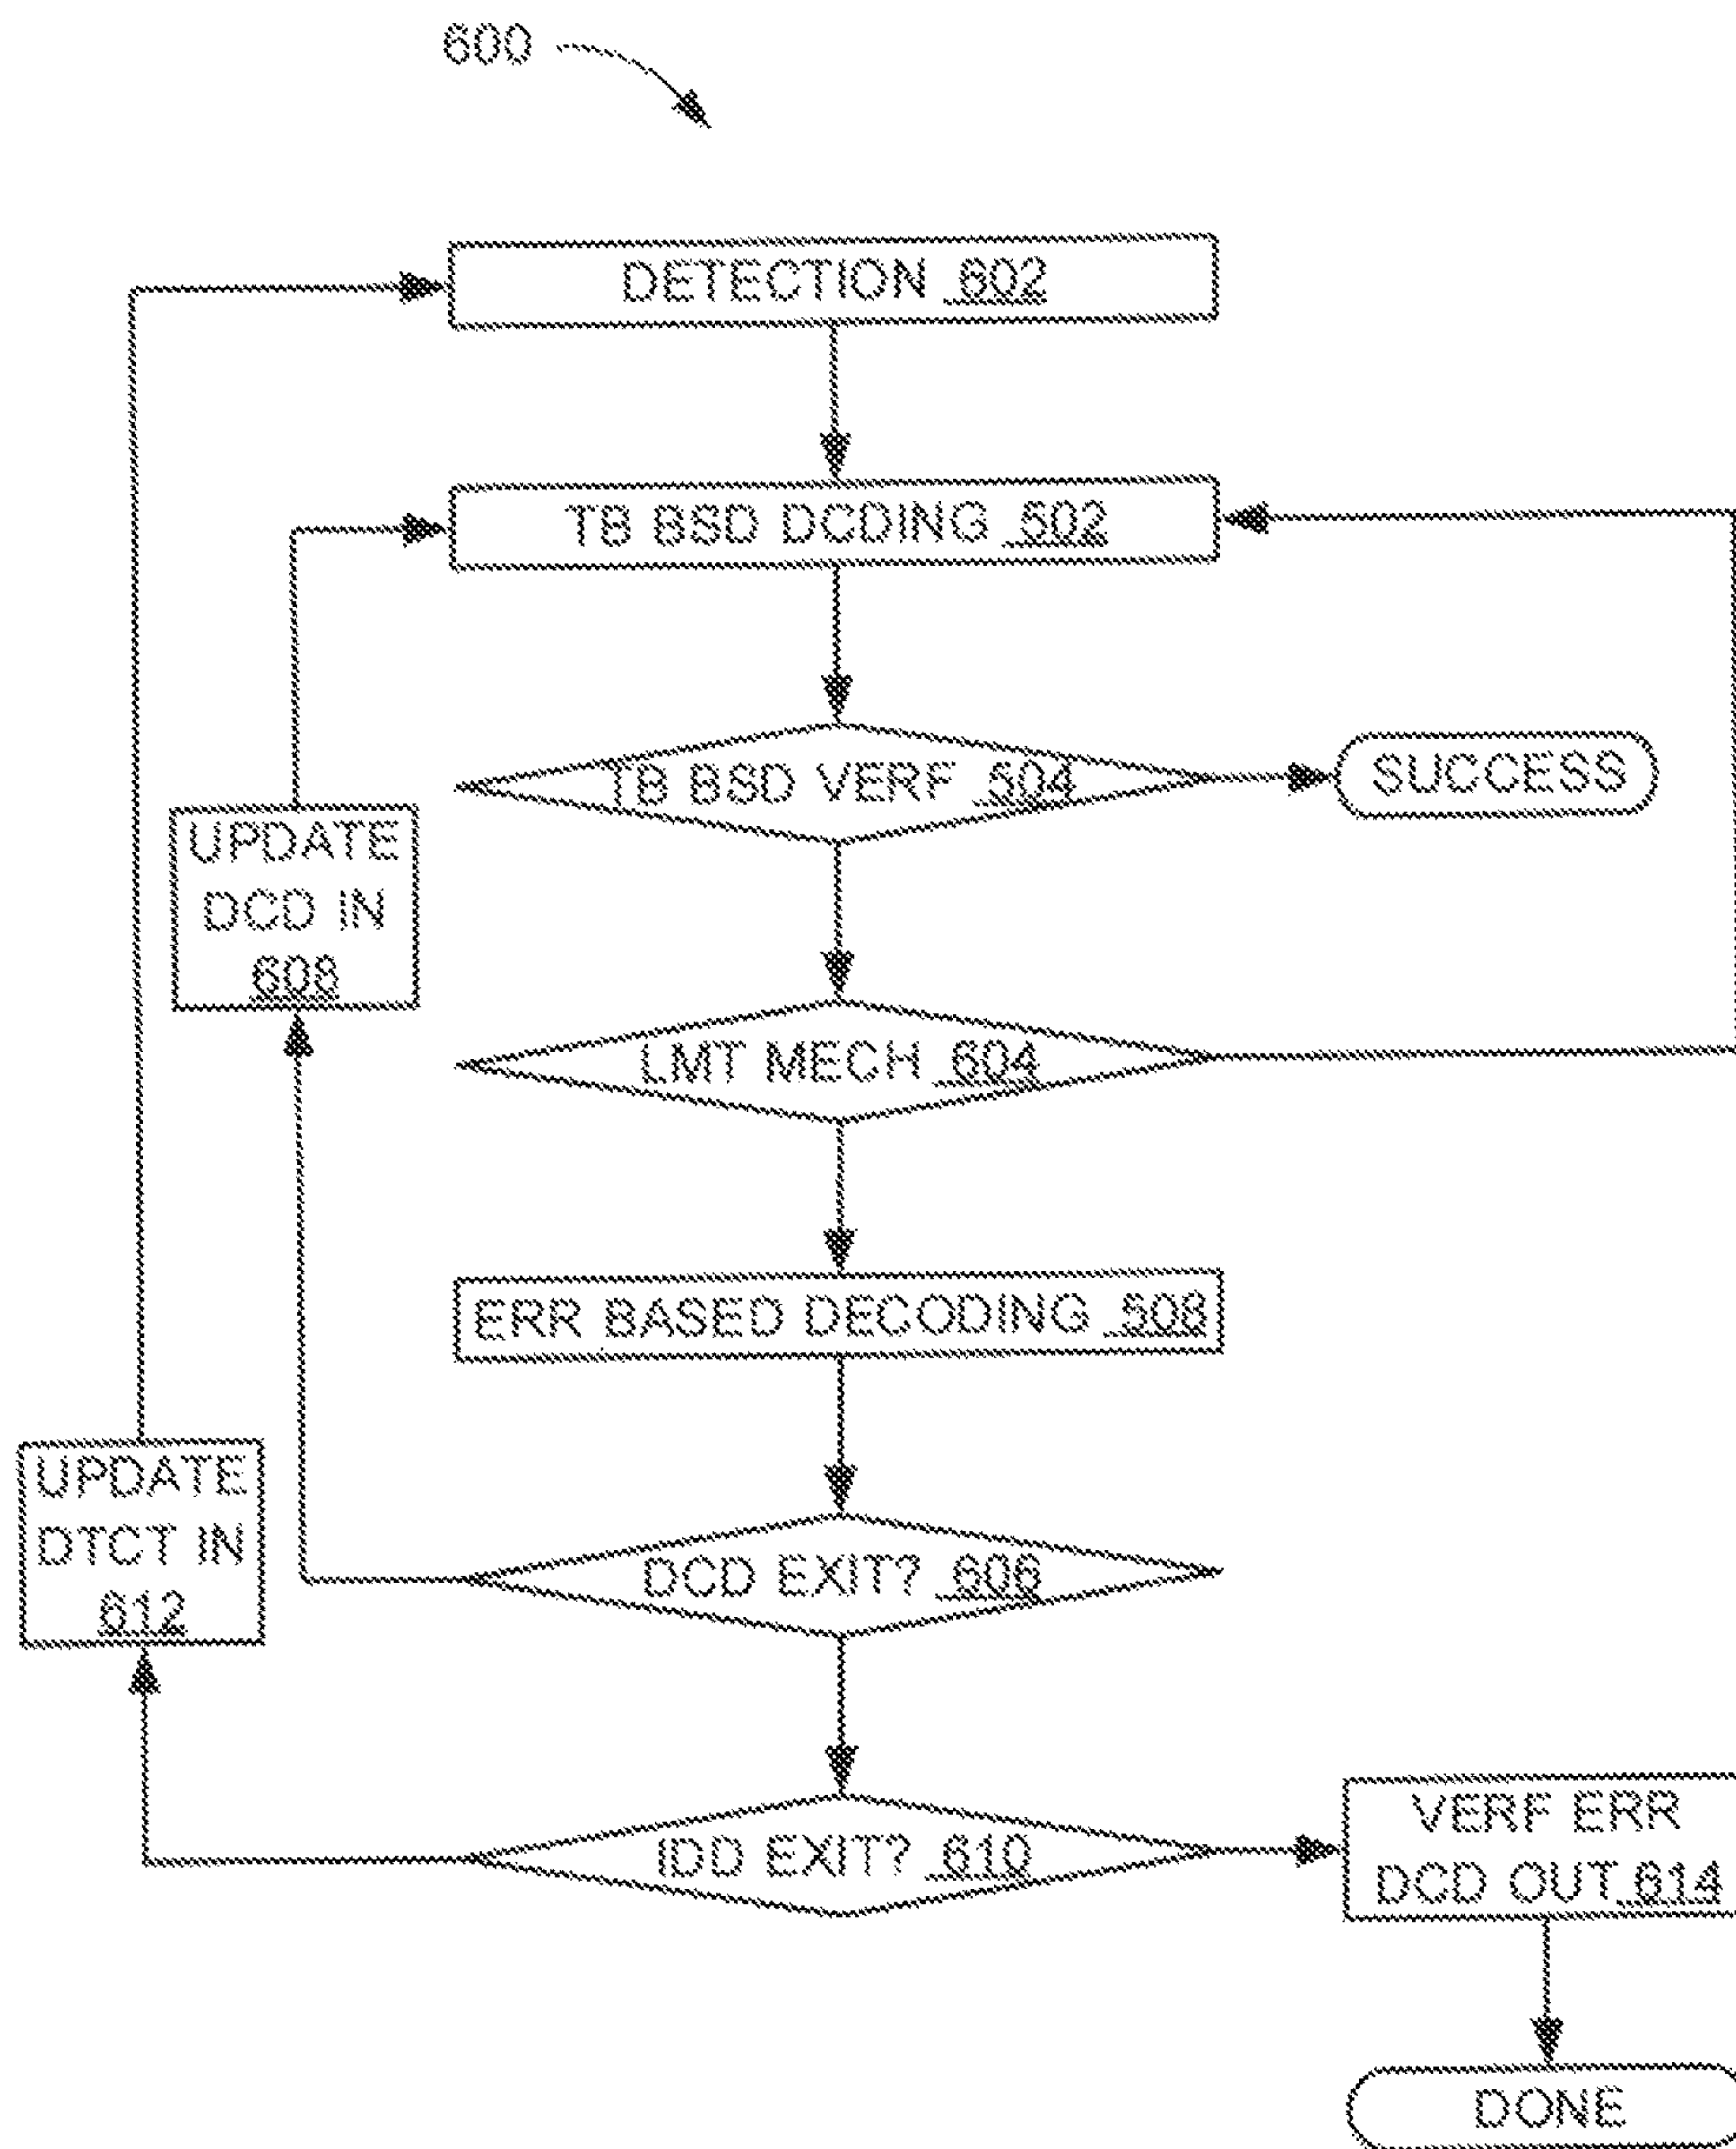 600
DETECTION 602
TB BSD DCDING 502
TB BSD VERF 504
SUCCESS
UPDATE
DCD IN
608
LMT MECH 604
ERR BASED DECODING 508
UPDATE
DTCT IN
612
DCD EXIT? 606
IDD EXIT? 610
VERF ERR
DCD OUT 614
DONE